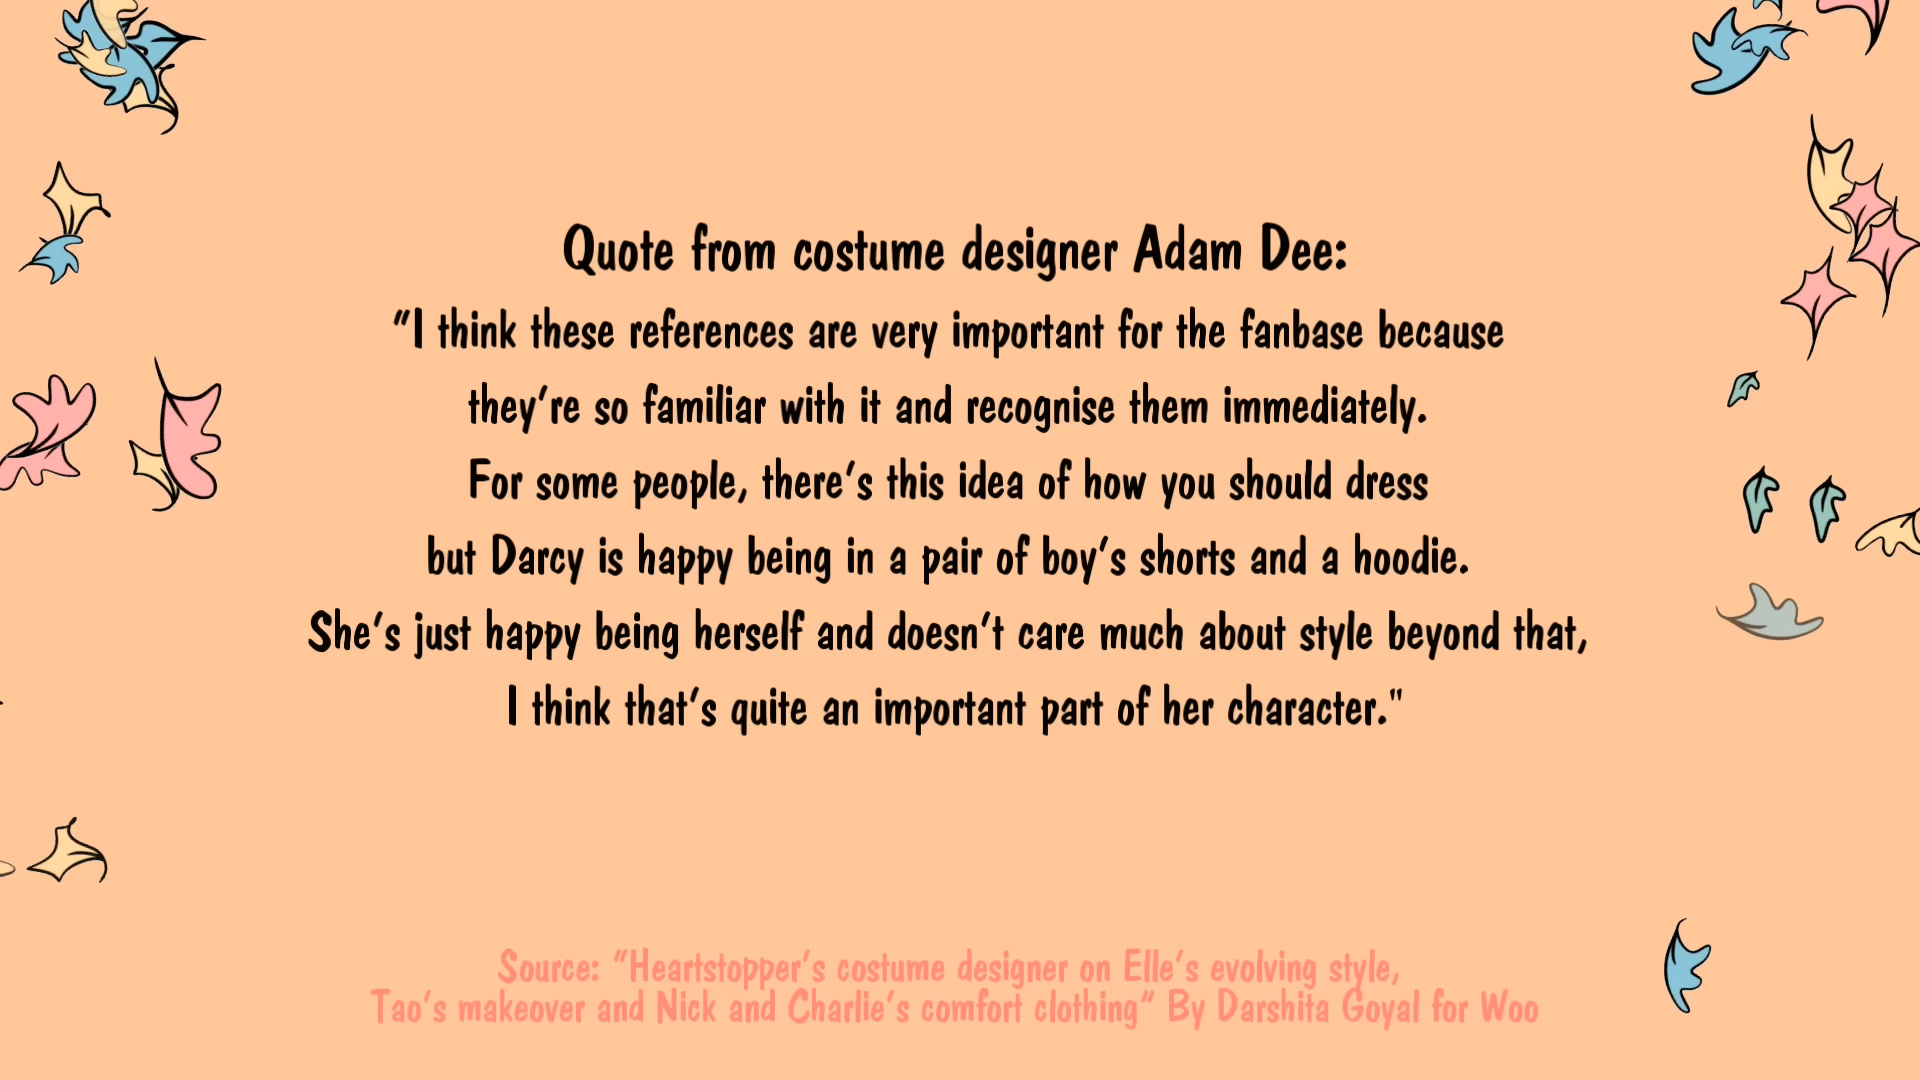 Quote from costume designer Adam Dee:
“I think these references are very important for the fanbase because
they’re so familiar with it and recognise them immediately.
For some people, there’s this idea of how you should dress
but Darcy is happy being in a pair of boy’s shorts and a hoodie.
She’s just happy being herself and doesn’t care much about style beyond that,
I think that’s quite an important part of her character."
Source: “Heartstopper’s costume designer on Elle’s evolving style,
Tao’s makeover and Nick and Charlie’s comfort clothing” By Darshita Goyal for Woo